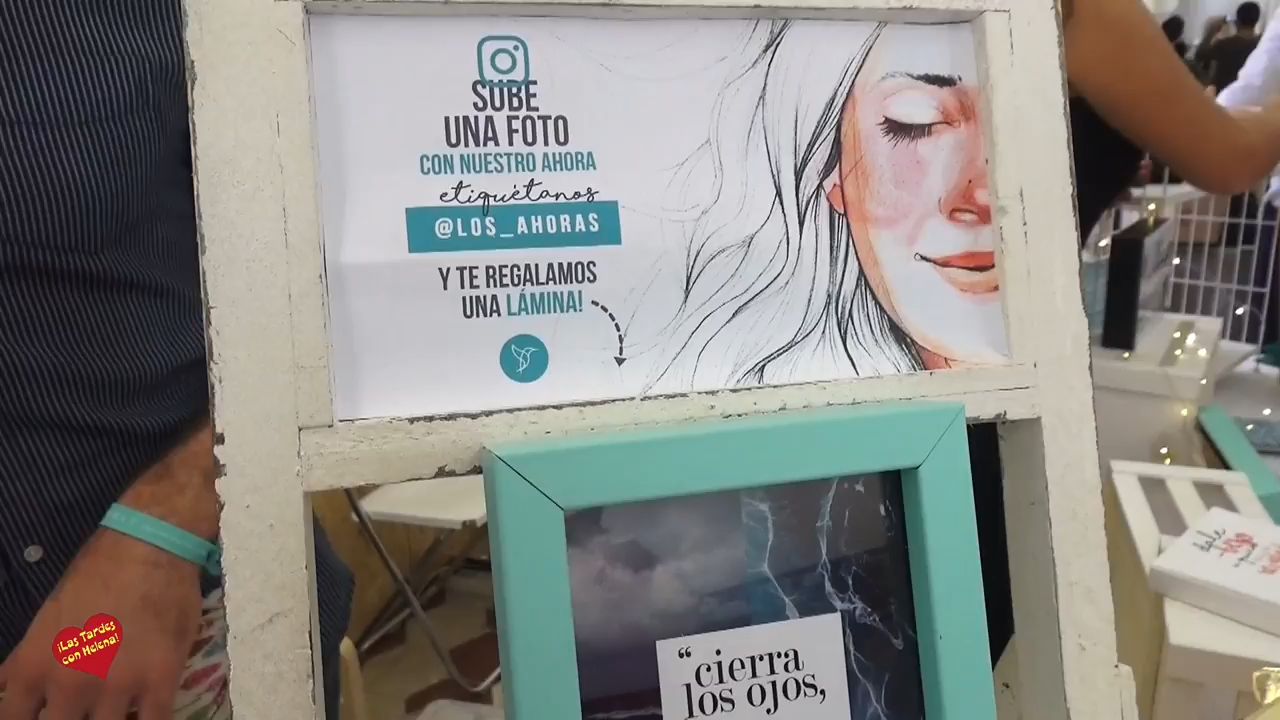 SUBE
UNA FOTO
CON NUESTRO AHORA
etiquétanos
@LOS_AHORAS
Y TE REGALAMOS
UNA LÁMINA!
“cierra
los ojos,
dale
¡Las Tardes
con Helena!